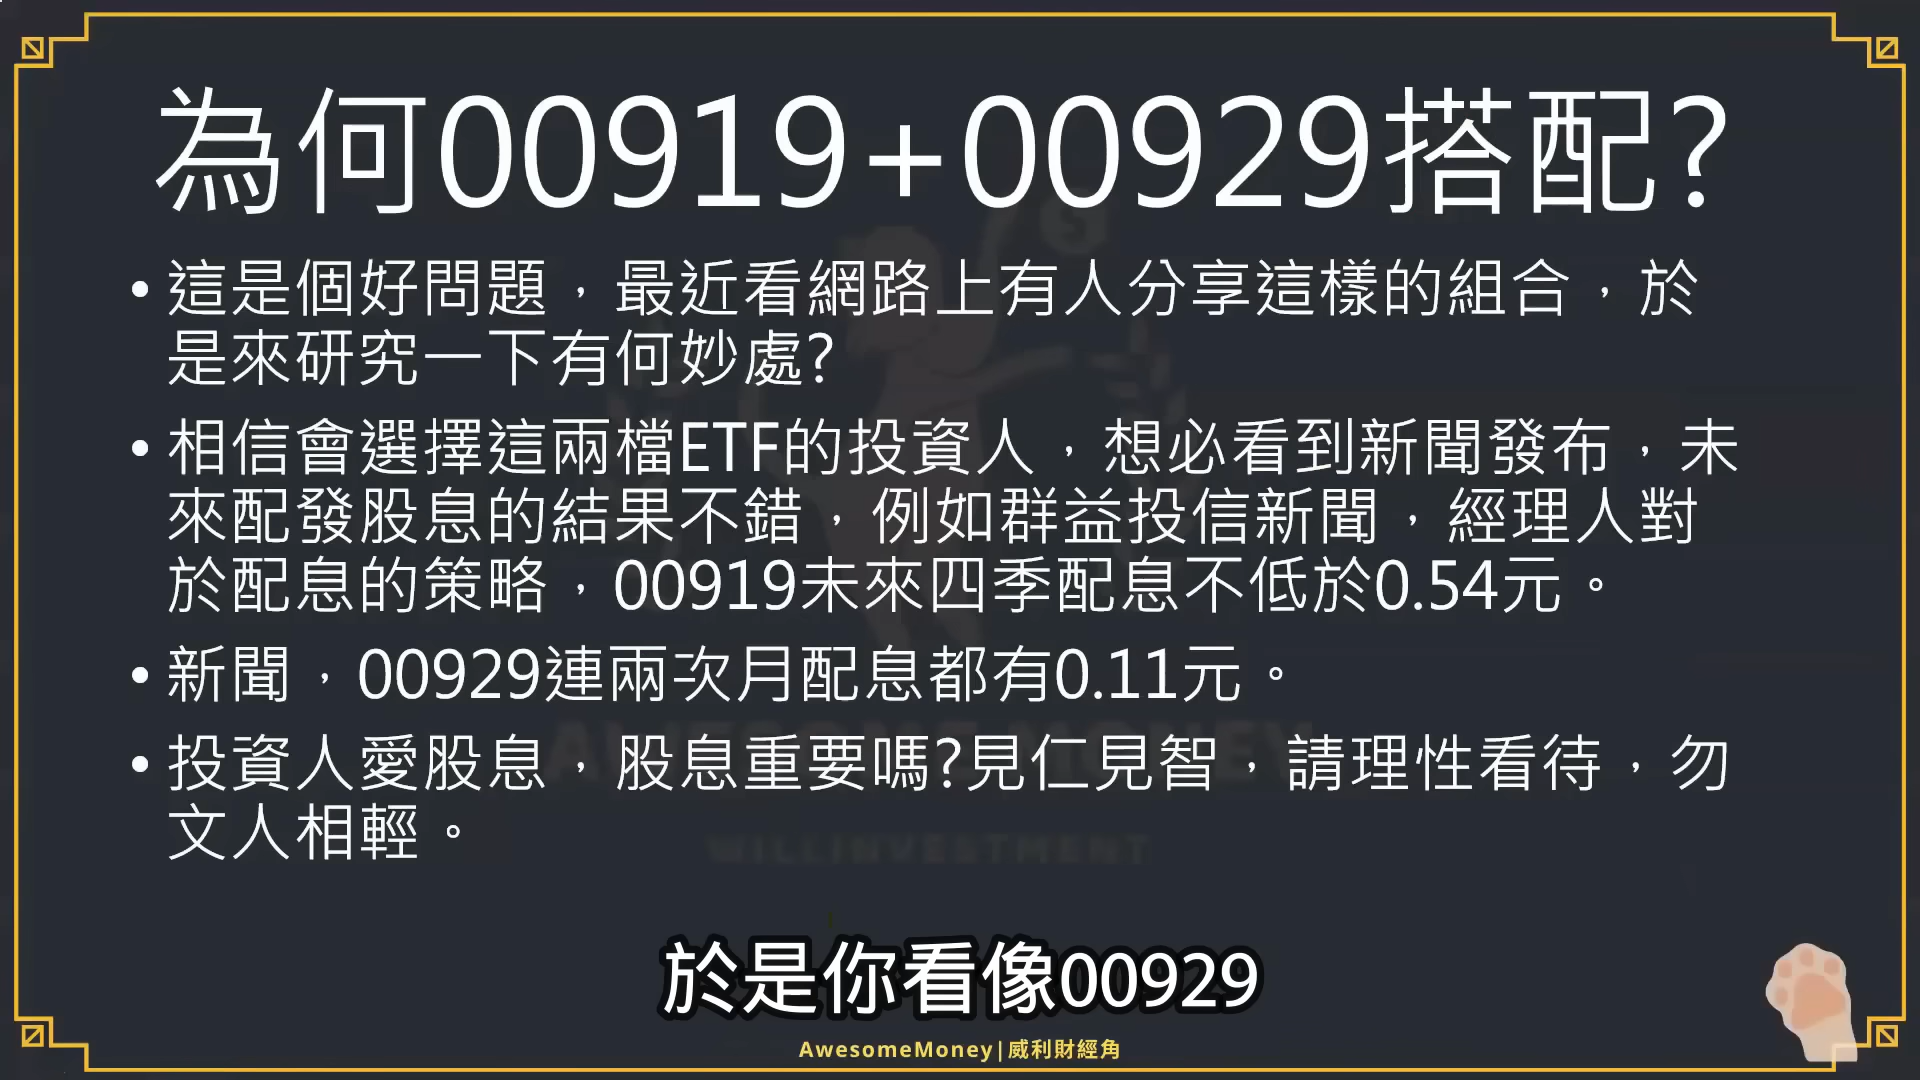 為何00919+00929搭配?
• 這是個好問題，最近看網路上有人分享這樣的組合，於
是來研究一下有何妙處?
• 相信會選擇這兩檔ETF的投資人，想必看到新聞發布，未
來配發股息的結果不錯，例如群益投信新聞，經理人對
於配息的策略，00919未來四季配息不低於0.54元。
• 新聞，00929連兩次月配息都有0.11元。
• 投資人愛股息，股息重要嗎?見仁見智，請理性看待，勿
文人相輕。
AWESOME MONEY
WILLINVESTMENT
於是你看像00929
AwesomeMoney|威利財經角